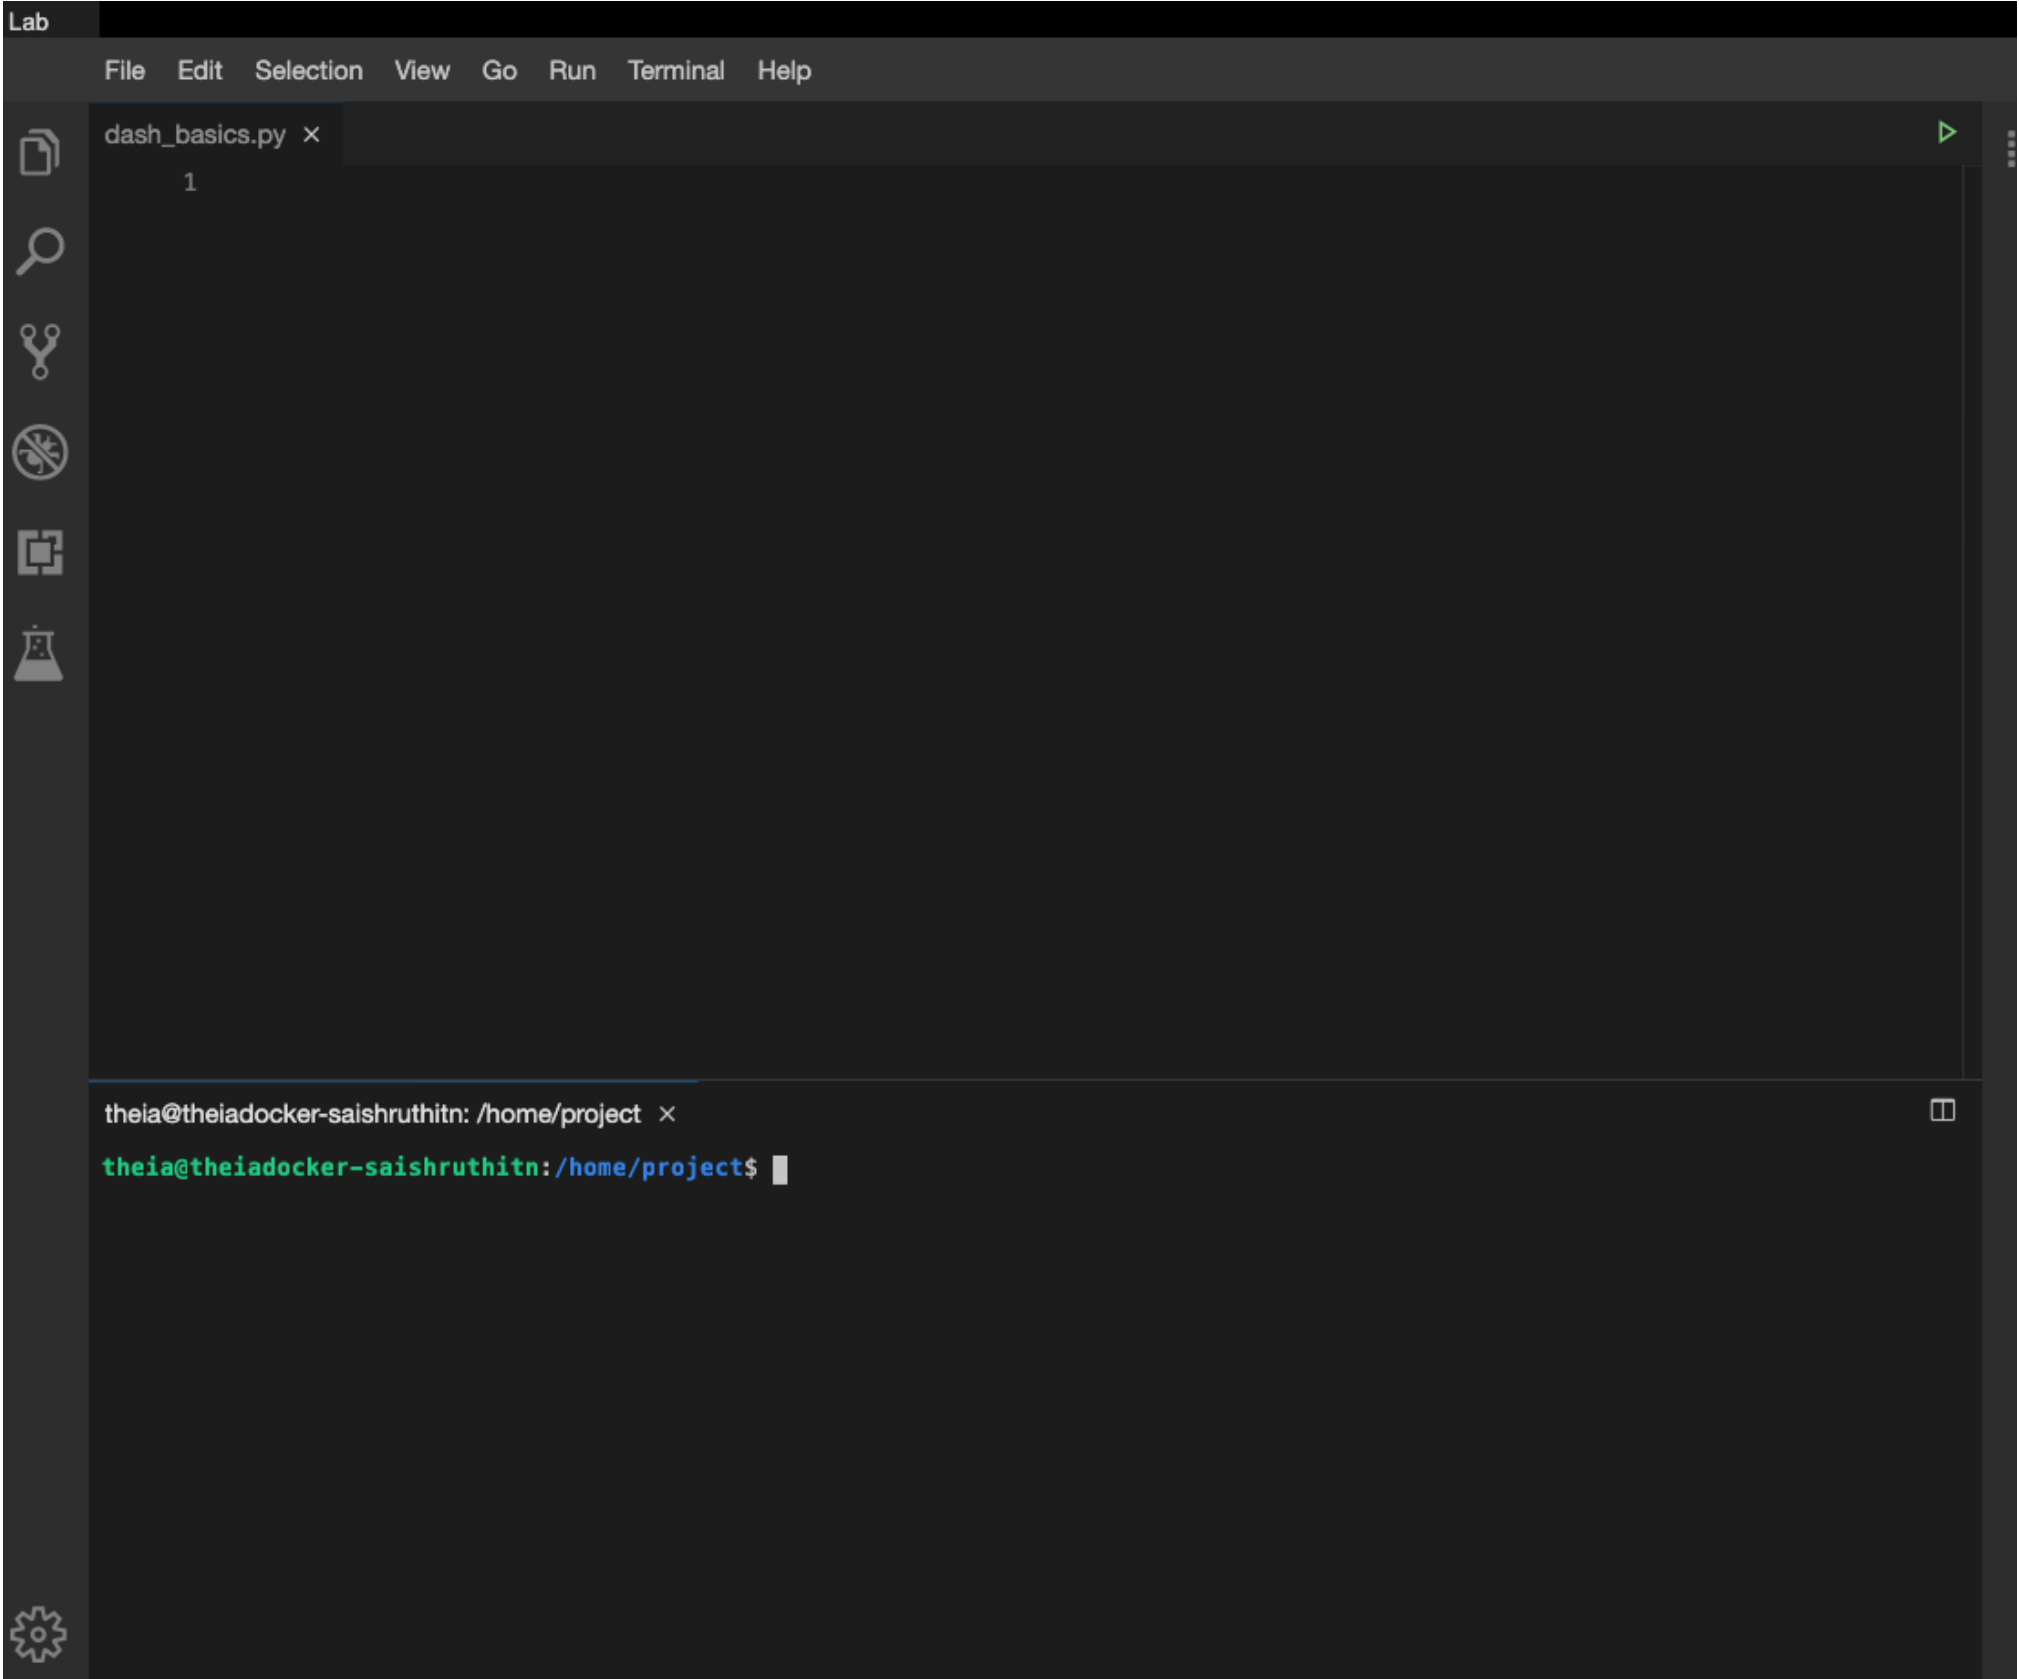 Lab
File Edit Selection View Go Run Terminal Help
dash_basics.py ×
1
theia@theiadocker-saishruthitn: /home/project ×
theia@theiadocker-saishruthitn:/home/project$